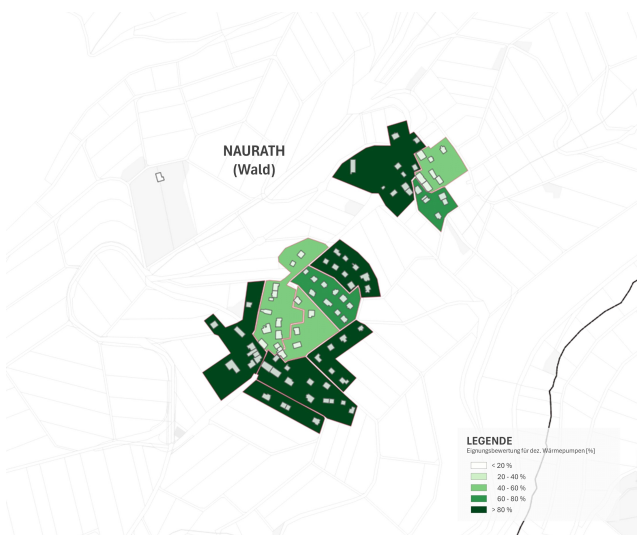 NAURATH
(Wald)
LEGENDE
Eignungsbewertung für dez. Wärmepumpen [%]
< 20 %
20 - 40 %
40 - 60 %
60 - 80 %
> 80 %